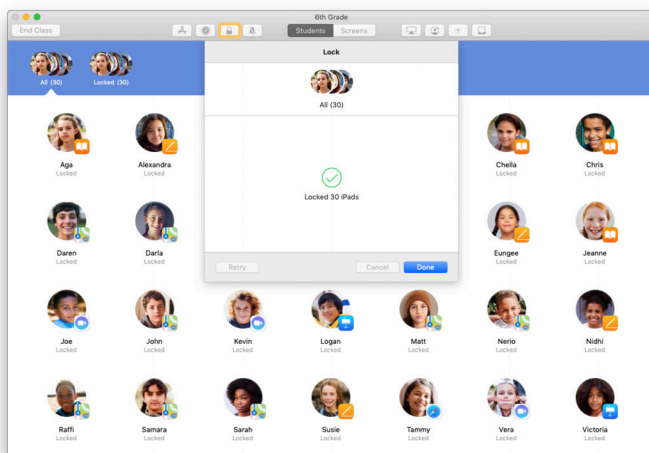 6th Grade
End Class
Students Screens
Lock
All (30) Locked (30)
All (30)
Aga Alexandra Chella Chris
Locked Locked Locked Locked
Locked 30 iPads
Daren Darla Eungee Jeanne
Locked Locked Locked Locked
Retry Cancel Done
Joe John Kevin Logan Matt Nerio Nidhi
Locked Locked Locked Locked Locked Locked Locked
Raffi Samara Sarah Susie Tammy Vera Victoria
Locked Locked Locked Locked Locked Locked Locked